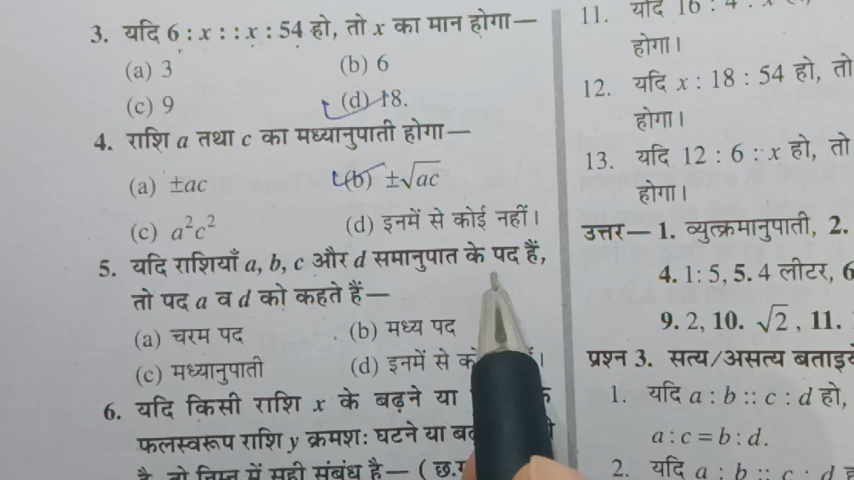 3. यदि 6 : x : : x : 54 हो, तो x का मान होगा—
(a) 3 (b) 6
(c) 9 (d) 18.
4. राशि a तथा c का मध्यानुपाती होगा—
(a) ±ac (b) ±√ac
(c) a²c² (d) इनमें से कोई नहीं।
5. यदि राशियाँ a, b, c और d समानुपात के पद हैं,
तो पद a व d को कहते हैं—
(a) चरम पद (b) मध्य पद
(c) मध्यानुपाती (d) इनमें से
6. यदि किसी राशि x के बढ़ने या
फलस्वरूप राशि y क्रमशः घटने या
है, तो निम्न में सही संबंध है— (
11. यदि 16 : 4 :
होगा।
12. यदि x : 18 : 54 हो, तो
होगा।
13. यदि 12 : 6 : x हो, तो
होगा।
उत्तर— 1. व्युत्क्रमानुपाती, 2.
4. 1 : 5, 5. 4 लीटर, 6
9. 2, 10. √2 , 11.
प्रश्न 3. सत्य/असत्य
1. यदि a : b :: c : d हो,
a : c = b : d.
2. यदि a : b :: c : d